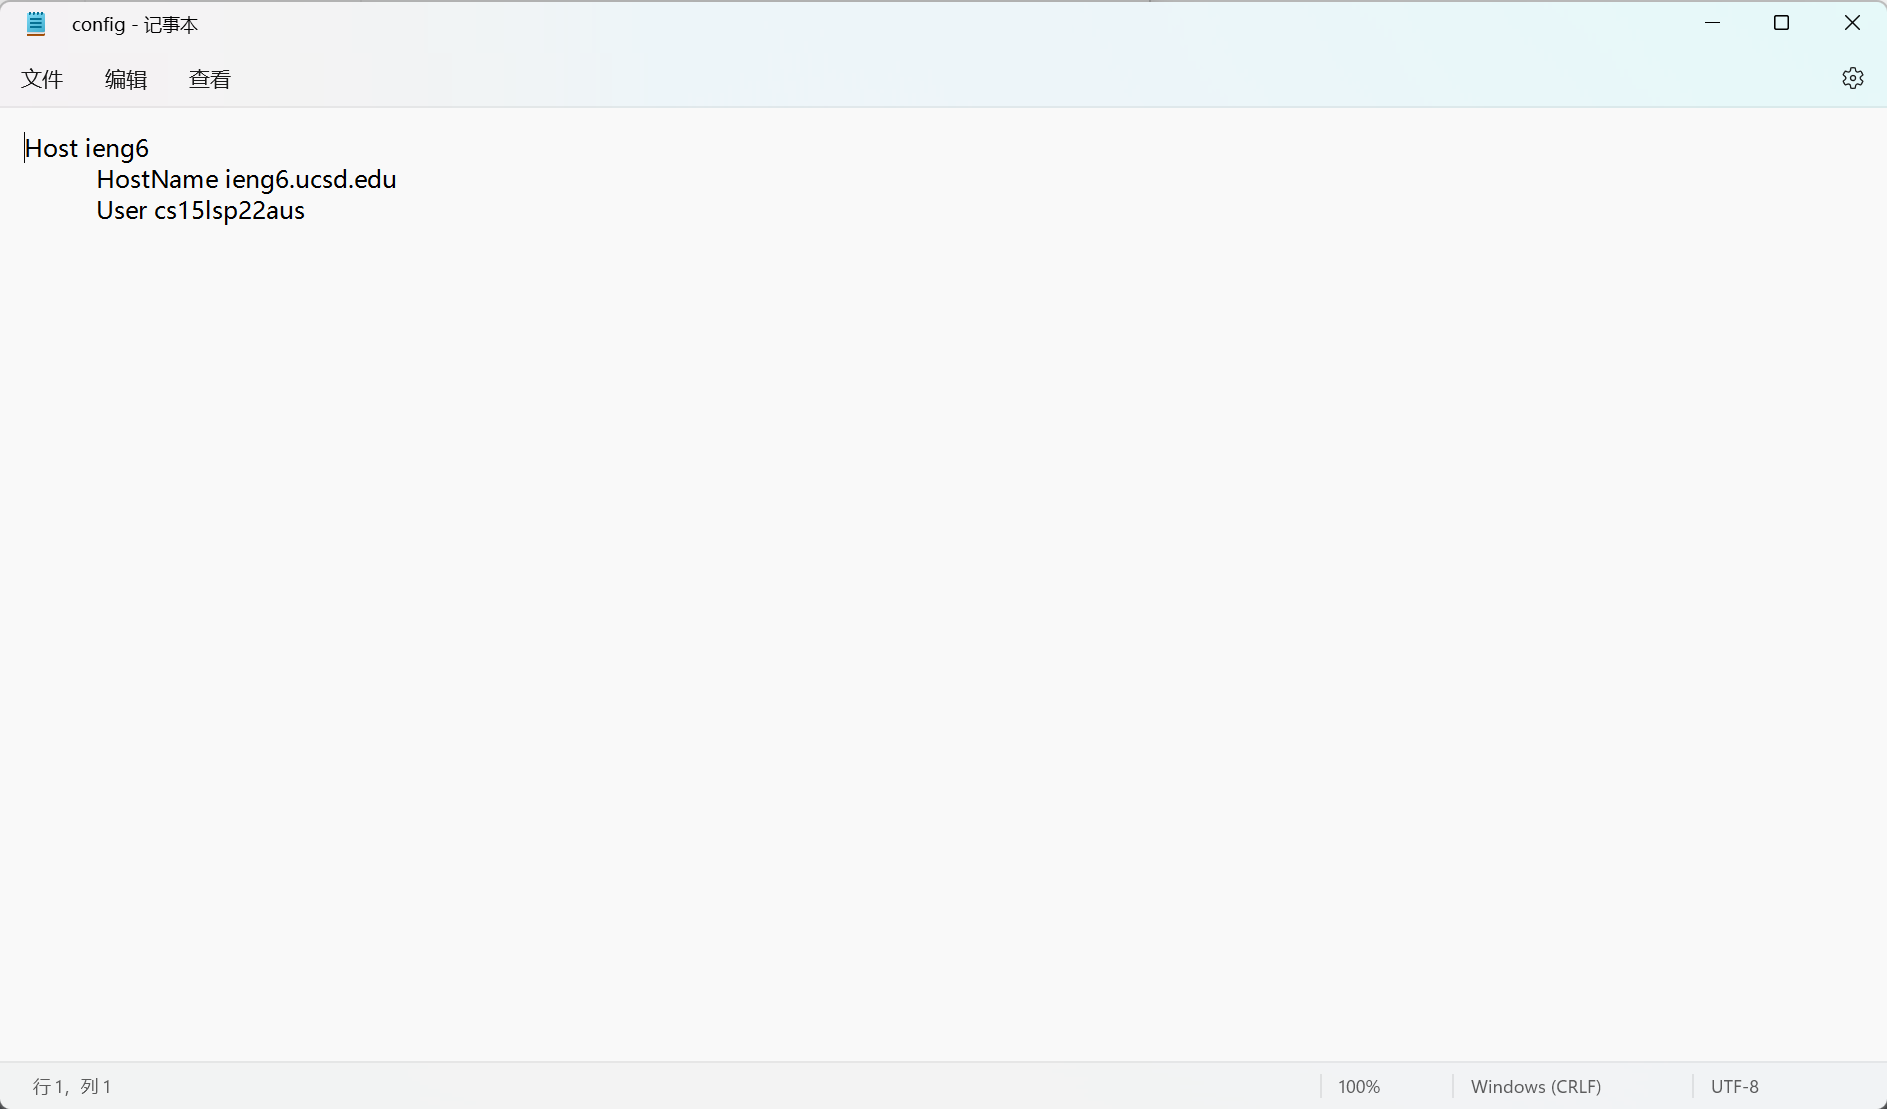 config - 记事本
文件 编辑 查看
Host ieng6
HostName ieng6.ucsd.edu
User cs15lsp22aus
行 1，列 1 100% Windows (CRLF) UTF-8